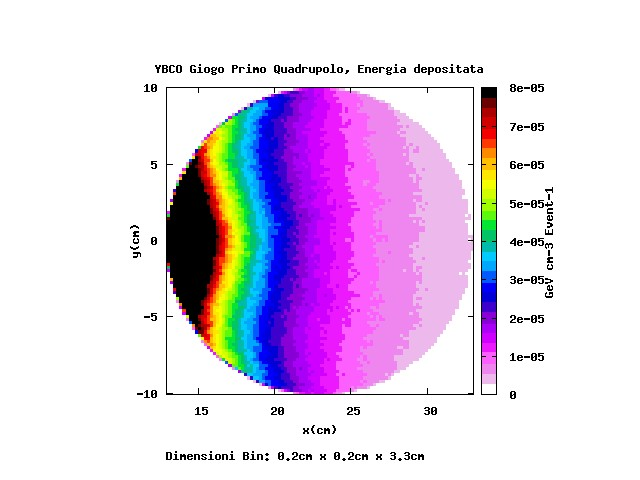 YBCO Giogo Primo Quadrupolo, Energia depositata
10
5
0
-5
-10
y(cm)
15 20 25 30
x(cm)
8e-05
7e-05
6e-05
5e-05
4e-05
3e-05
2e-05
1e-05
0
GeV cm-3 Event-1
Dimensioni Bin: 0.2cm x 0.2cm x 3.3cm